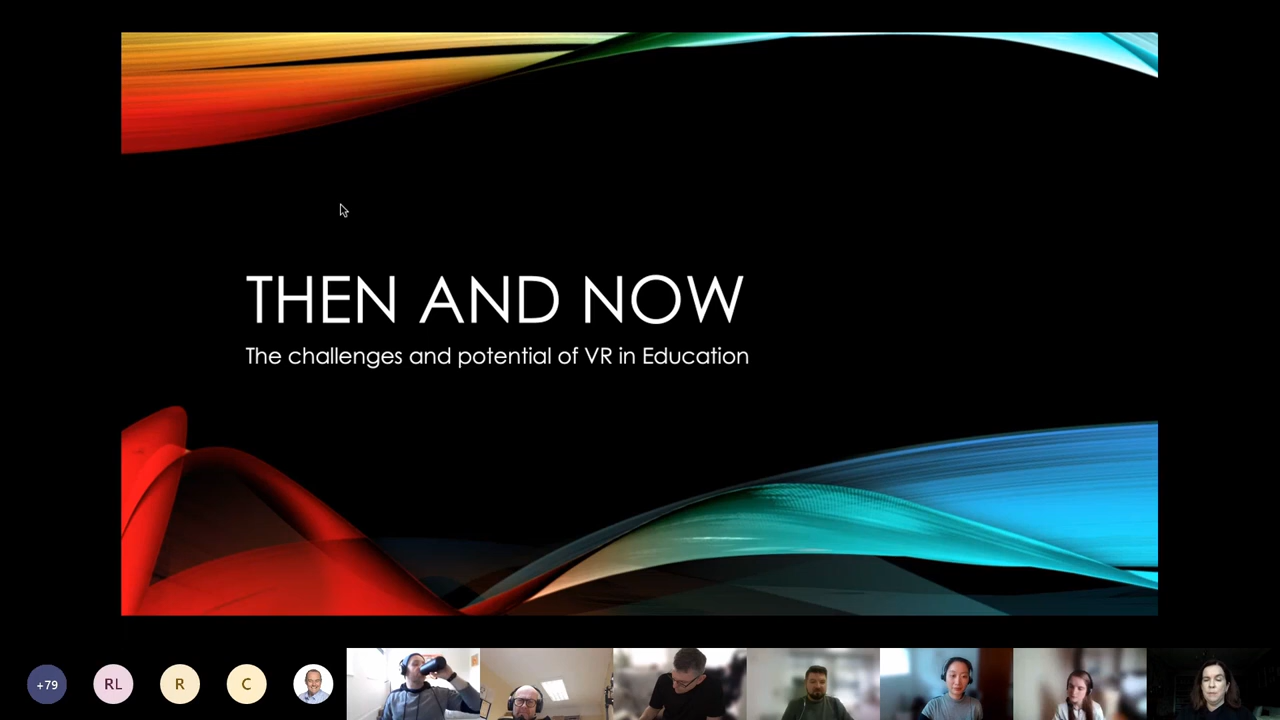 THEN AND NOW
The challenges and potential of VR in Education
+79
RL
R
C